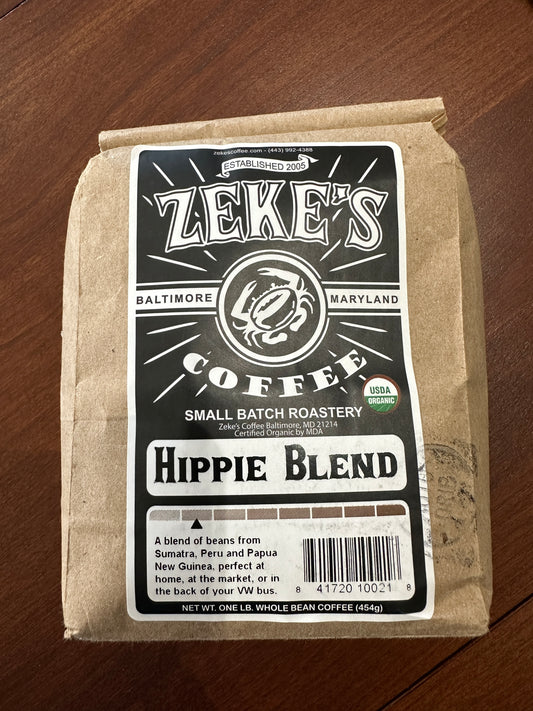 zekescoffee.com - (443) 992-4388
ESTABLISHED 2005
ZEKE'S
BALTIMORE MARYLAND
COFFEE
USDA
ORGANIC
SMALL BATCH ROASTERY
Zeke's Coffee Baltimore, MD 21214
Certified Organic by MDA
HIPPIE BLEND
A blend of beans from
Sumatra, Peru and Papua
New Guinea, perfect at
home, at the market, or in
the back of your VW bus.
8 41720 10021 8
NET WT. ONE LB. WHOLE BEAN COFFEE (454g)